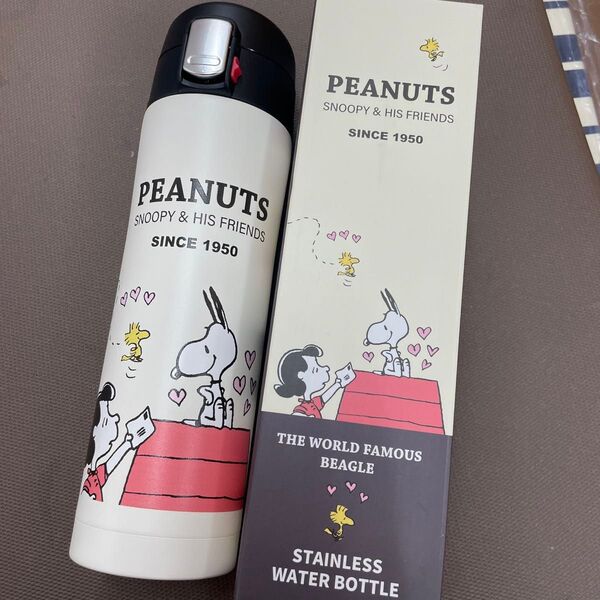 PEANUTS
SNOOPY & HIS FRIENDS
SINCE 1950
PEANUTS
SNOOPY & HIS FRIENDS
SINCE 1950
THE WORLD FAMOUS
BEAGLE
STAINLESS
WATER BOTTLE